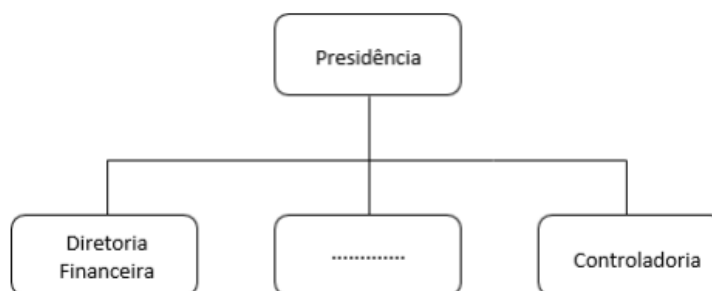 Presidência
Diretoria
Financeira
.............
Controladoria